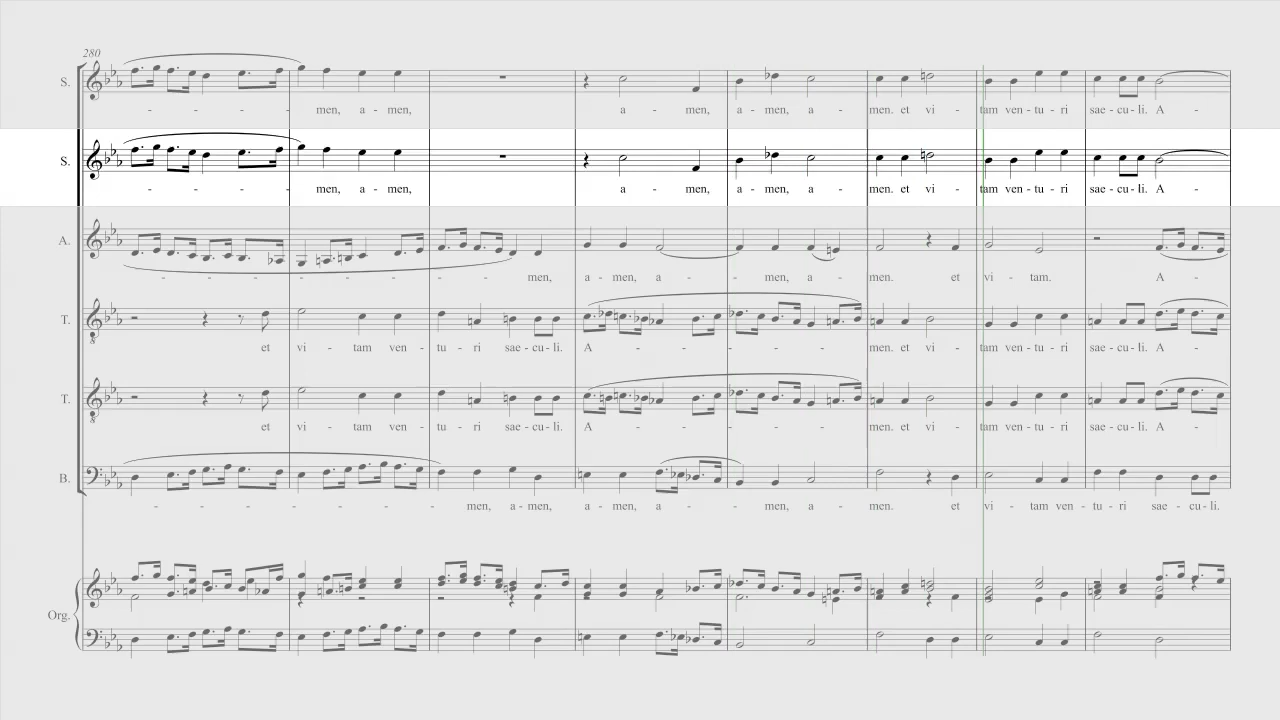 280
S.
- - - - men, a - men, a - men, a - men, a - men. et vi - tam ven - tu - ri sae - cu - li. A -
S.
- - - - men, a - men, a - men, a - men, a - men. et vi - tam ven - tu - ri sae - cu - li. A -
A.
- - - - - - - - men, a - men, a - men, a - men. et vi - tam. A -
T.
et vi - tam ven - tu - ri sae - cu - li. A - - - - - - men. et vi - tam ven - tu - ri sae - cu - li. A -
T.
et vi - tam ven - tu - ri sae - cu - li. A - - - - - - men. et vi - tam ven - tu - ri sae - cu - li. A -
B.
- - - - - - - men, a - men, a - men, a - men, a - men. et vi - tam ven - tu - ri sae - cu - li.
Org.